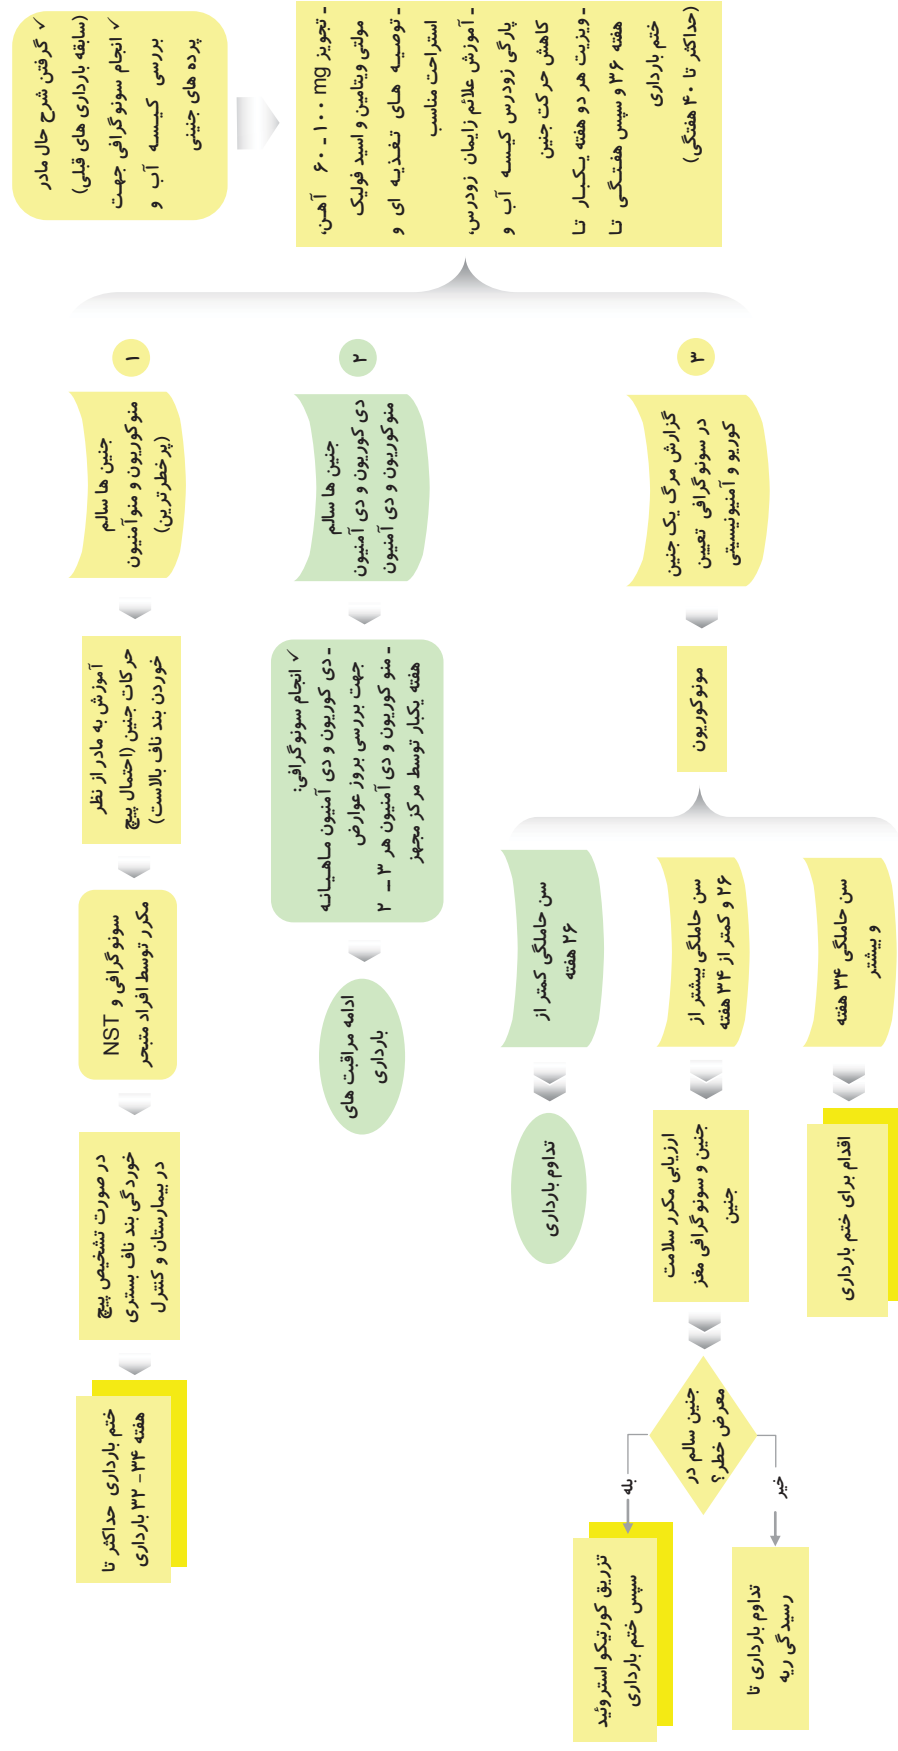 ✓ گرفتن شرح حال مادر
(سابقه بارداری های قبلی)
✓ انجام سونوگرافی جهت
بررسی کیسه آب و
پرده های جنینی
- تجویز mg ۱۰۰ - ۶۰ آهن،
مولتی ویتامین و اسید فولیک
- توصیه های تغذیه ای و
استراحت مناسب
- آموزش علائم زایمان زودرس،
پارگی زودرس کیسه آب و
کاهش حرکت جنین
- ویزیت هر دو هفته یکبار تا
هفته ۳۶ و سپس هفتگی تا
ختم بارداری
(حداکثر تا ۴۰ هفتگی)
۱
جنین ها سالم
منوکوریون و منوآمنیون
(پرخطر ترین)
آموزش به مادر از نظر
حرکات جنین (احتمال پیچ
خوردن بند ناف بالاست)
سونوگرافی و NST
مکرر توسط افراد متبحر
در صورت تشخیص پیچ
خوردگی بند ناف بستری
در بیمارستان و کنترل
ختم بارداری حداکثر تا
هفته ۳۴ - ۳۲ بارداری
۲
جنین ها سالم
دی کوریون و دی آمنیون
منوکوریون و دی آمنیون
✓ انجام سونوگرافی:
- دی کوریون و دی آمنیون ماهیانه
جهت بررسی بروز عوارض
- منو کوریون و دی آمنیون هر ۳ – ۲
هفته یکبار توسط مرکز مجهز
ادامه مراقبت های
بارداری
۳
گزارش مرگ یک جنین
در سونوگرافی تعیین
کوریو و آمنیونیسیتی
مونوکوریون
سن حاملگی کمتر از
۲۶ هفته
تداوم بارداری
سن حاملگی بیشتر از
۲۶ و کمتر از ۳۴ هفته
ارزیابی مکرر سلامت
جنین و سونوگرافی مغز
جنین
جنین سالم در
معرض خطر؟
بله
تزریق کورتیکو استروئید
سپس ختم بارداری
خیر
تداوم بارداری تا
رسیدگی ریه
سن حاملگی ۳۴ هفته
و بیشتر
اقدام برای ختم بارداری